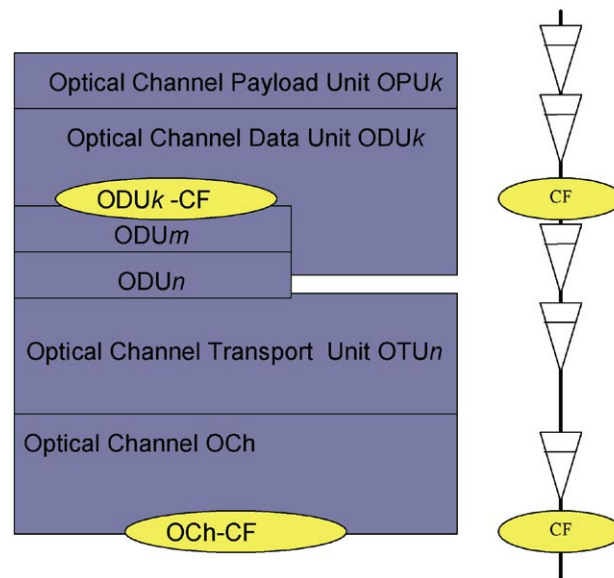 Optical Channel Payload Unit OPUk
Optical Channel Data Unit ODUk
ODUk -CF
ODUm
ODUn
Optical Channel Transport Unit OTUn
Optical Channel OCh
OCh-CF
CF
CF